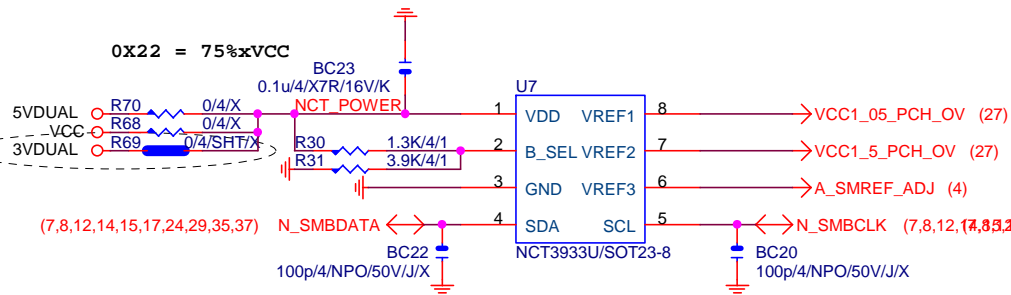 0X22 = 75%xVCC
BC23
0.1u/4/X7R/16V/K
U7
5VDUAL R70 0/4/X NCT_POWER 1 VDD VREF1 8 VCC1_05_PCH_OV (27)
VCC R68 0/4/X
3VDUAL R69 0/4/SHT/X R30 1.3K/4/1 2 B_SEL VREF2 7 VCC1_5_PCH_OV (27)
R31 3.9K/4/1
3 GND VREF3 6 A_SMREF_ADJ (4)
(7,8,12,14,15,17,24,29,35,37) N_SMBDATA 4 SDA SCL 5 N_SMBCLK (7,8,12,
BC22 NCT3933U/SOT23-8 BC20
100p/4/NPO/50V/J/X 100p/4/NPO/50V/J/X